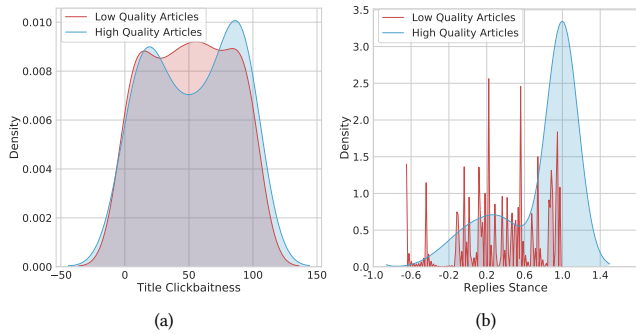 Low Quality Articles
High Quality Articles
0.010
0.008
0.006
0.004
0.002
0.000
Density
−50 0 50 100 150
Title Clickbaitness
(a)
Low Quality Articles
High Quality Articles
3.5
3.0
2.5
2.0
1.5
1.0
0.5
0.0
Density
-1.0 -0.6 -0.2 0.2 0.6 1.0 1.4
Replies Stance
(b)